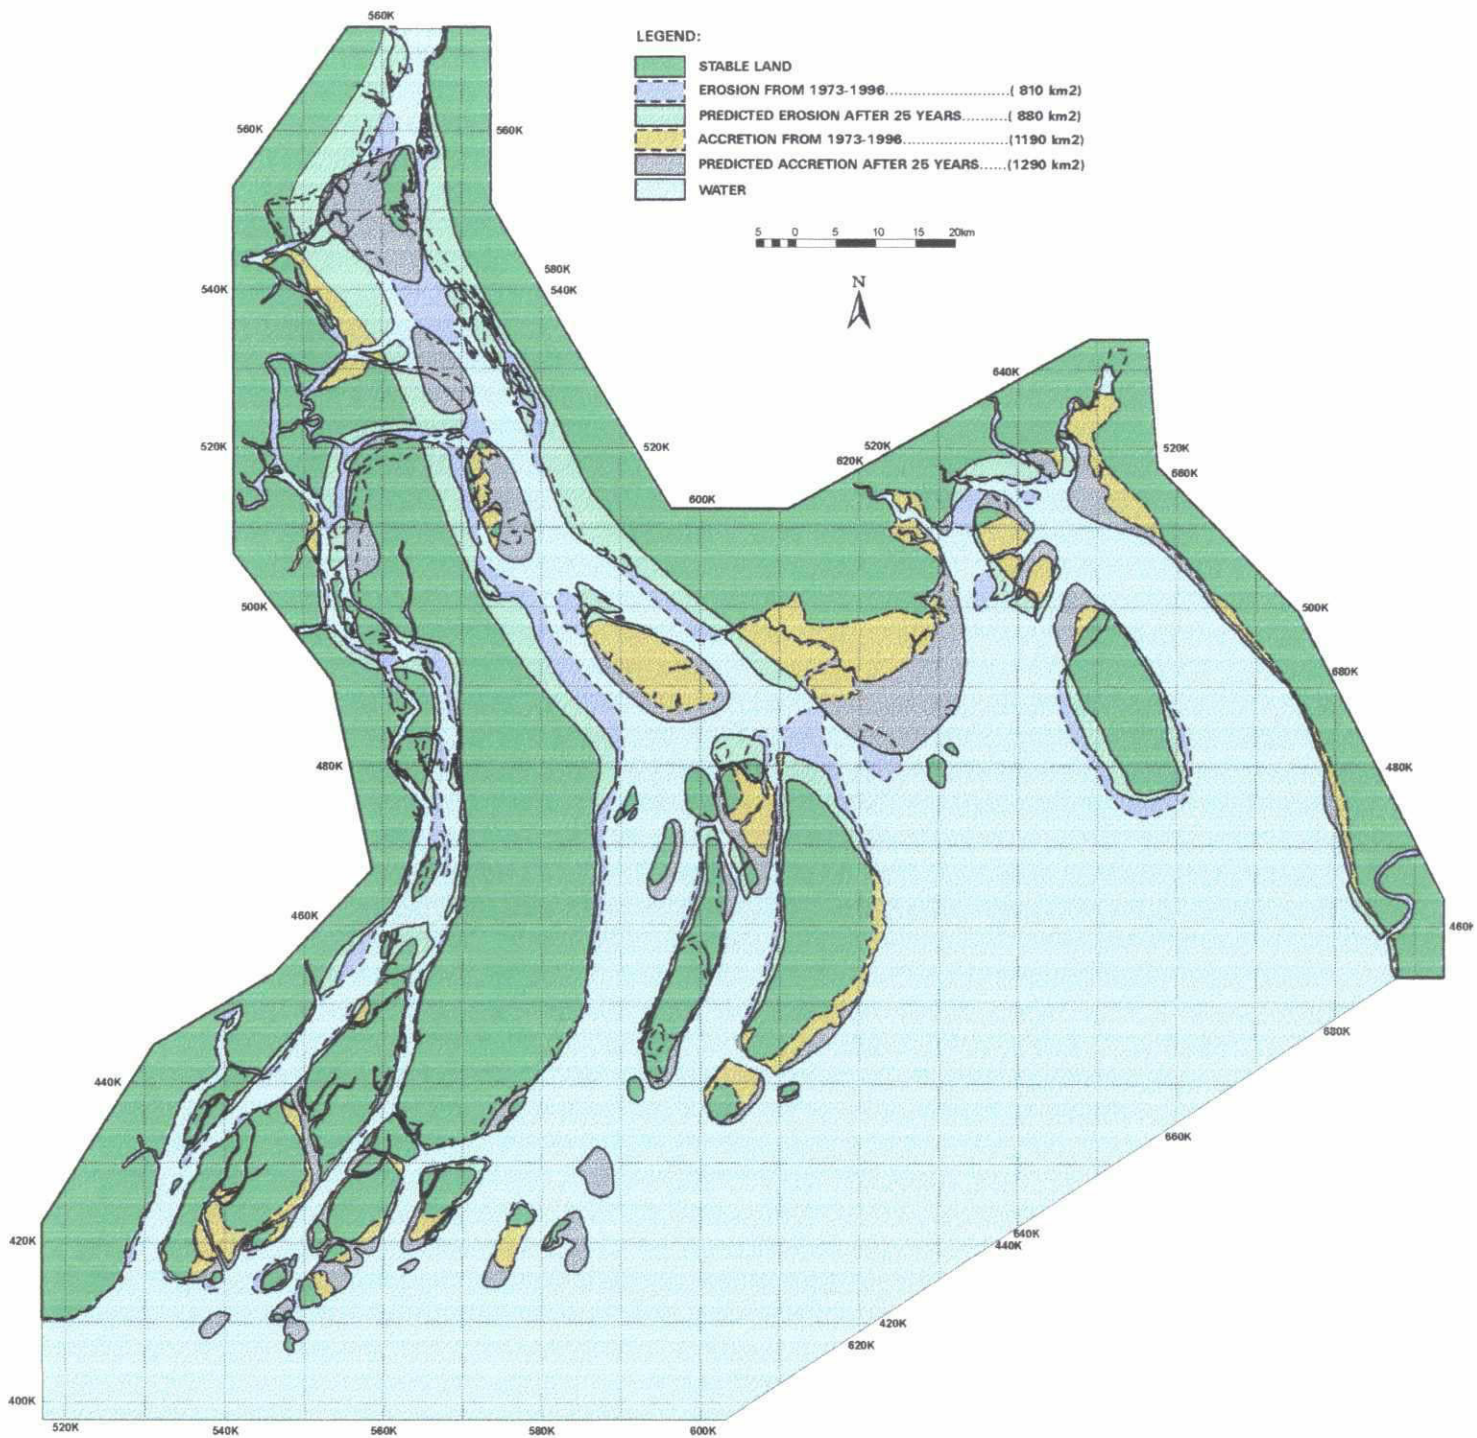 560K
LEGEND:
STABLE LAND
EROSION FROM 1973-1996..............................( 810 km2)
PREDICTED EROSION AFTER 25 YEARS..........( 880 km2)
ACCRETION FROM 1973-1996........................(1190 km2)
PREDICTED ACCRETION AFTER 25 YEARS......(1290 km2)
WATER
560K
560K
5 0 5 10 15 20km
N
580K
540K
540K
640K
520K
520K
520K
620K
520K
660K
600K
500K
500K
680K
480K
480K
460K
460K
680K
440K
660K
420K
640K
440K
420K
620K
400K
520K
540K
560K
580K
600K